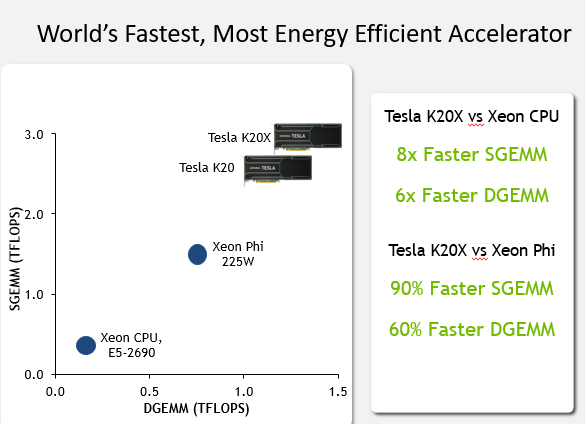 World's Fastest, Most Energy Efficient Accelerator
SGEMM (TFLOPS)
3.0
2.0
1.0
0.0
Tesla K20X
TESLA
Tesla K20
TESLA
Xeon Phi
225W
Xeon CPU,
E5-2690
0.0
0.5
1.0
1.5
DGEMM (TFLOPS)
Tesla K20X vs Xeon CPU
8x Faster SGEMM
6x Faster DGEMM
Tesla K20X vs Xeon Phi
90% Faster SGEMM
60% Faster DGEMM